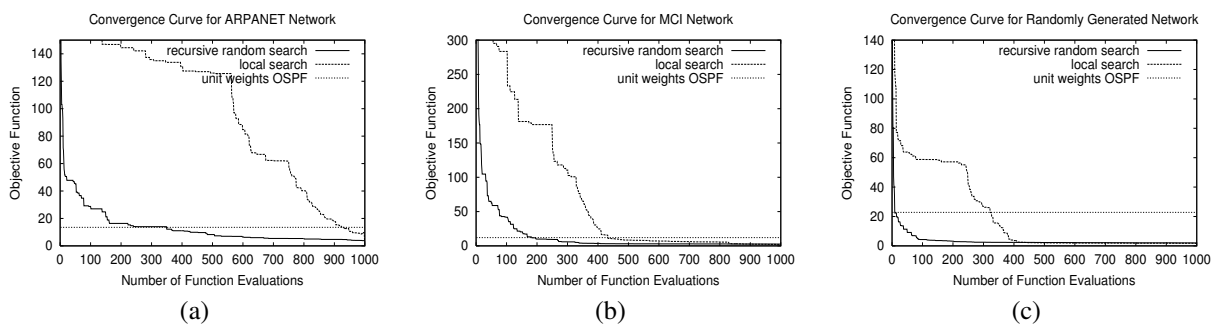 Convergence Curve for ARPANET Network
140
120
100
80
60
40
20
0
0 100 200 300 400 500 600 700 800 900 1000
Objective Function
Number of Function Evaluations
recursive random search
local search
unit weights OSPF
(a)
Convergence Curve for MCI Network
300
250
200
150
100
50
0
0 100 200 300 400 500 600 700 800 900 1000
Objective Function
Number of Function Evaluations
recursive random search
local search
unit weights OSPF
(b)
Convergence Curve for Randomly Generated Network
140
120
100
80
60
40
20
0
0 100 200 300 400 500 600 700 800 900 1000
Objective Function
Number of Function Evaluations
recursive random search
local search
unit weights OSPF
(c)